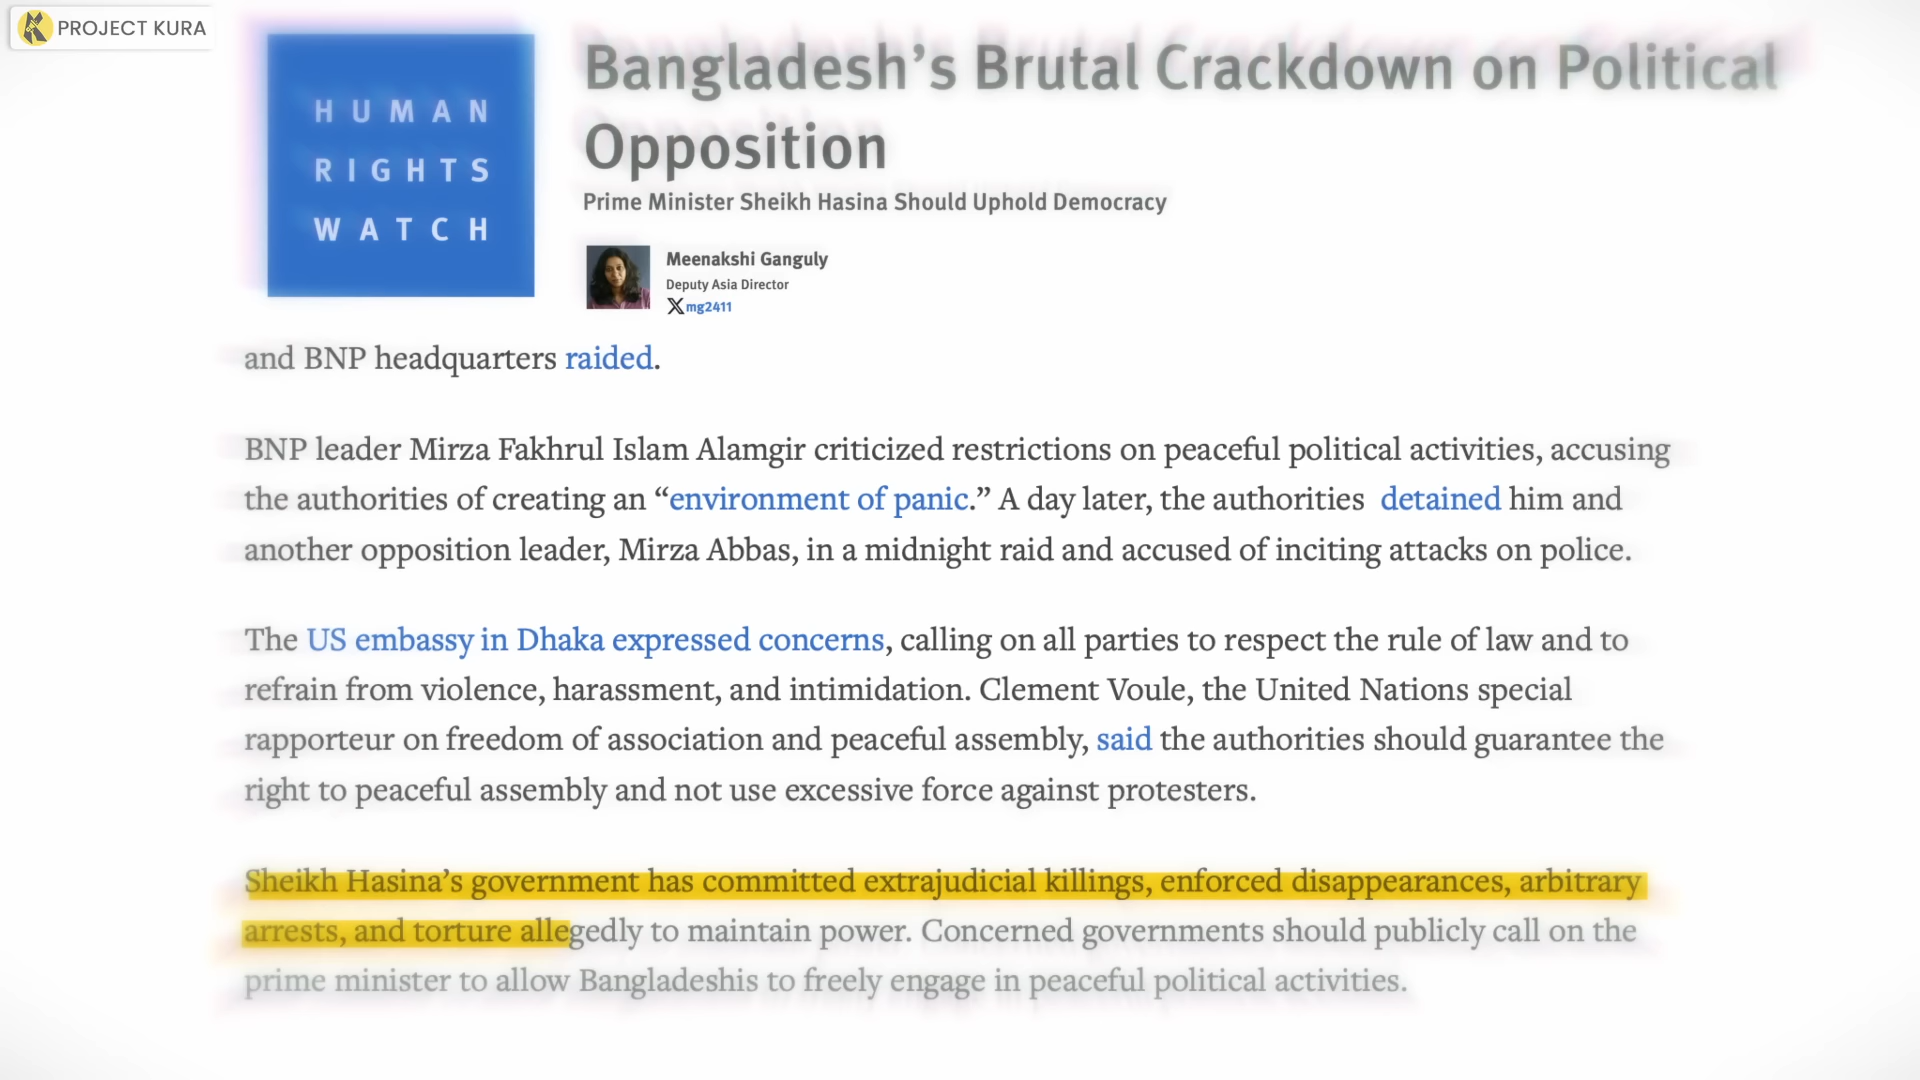 PROJECT KURA
HUMAN
RIGHTS
WATCH
Bangladesh’s Brutal Crackdown on Political
Opposition
Prime Minister Sheikh Hasina Should Uphold Democracy
Meenakshi Ganguly
Deputy Asia Director
mg2411
and BNP headquarters raided.
BNP leader Mirza Fakhrul Islam Alamgir criticized restrictions on peaceful political activities, accusing
the authorities of creating an “environment of panic.” A day later, the authorities detained him and
another opposition leader, Mirza Abbas, in a midnight raid and accused of inciting attacks on police.
The US embassy in Dhaka expressed concerns, calling on all parties to respect the rule of law and to
refrain from violence, harassment, and intimidation. Clement Voule, the United Nations special
rapporteur on freedom of association and peaceful assembly, said the authorities should guarantee the
right to peaceful assembly and not use excessive force against protesters.
Sheikh Hasina’s government has committed extrajudicial killings, enforced disappearances, arbitrary
arrests, and torture allegedly to maintain power. Concerned governments should publicly call on the
prime minister to allow Bangladeshis to freely engage in peaceful political activities.